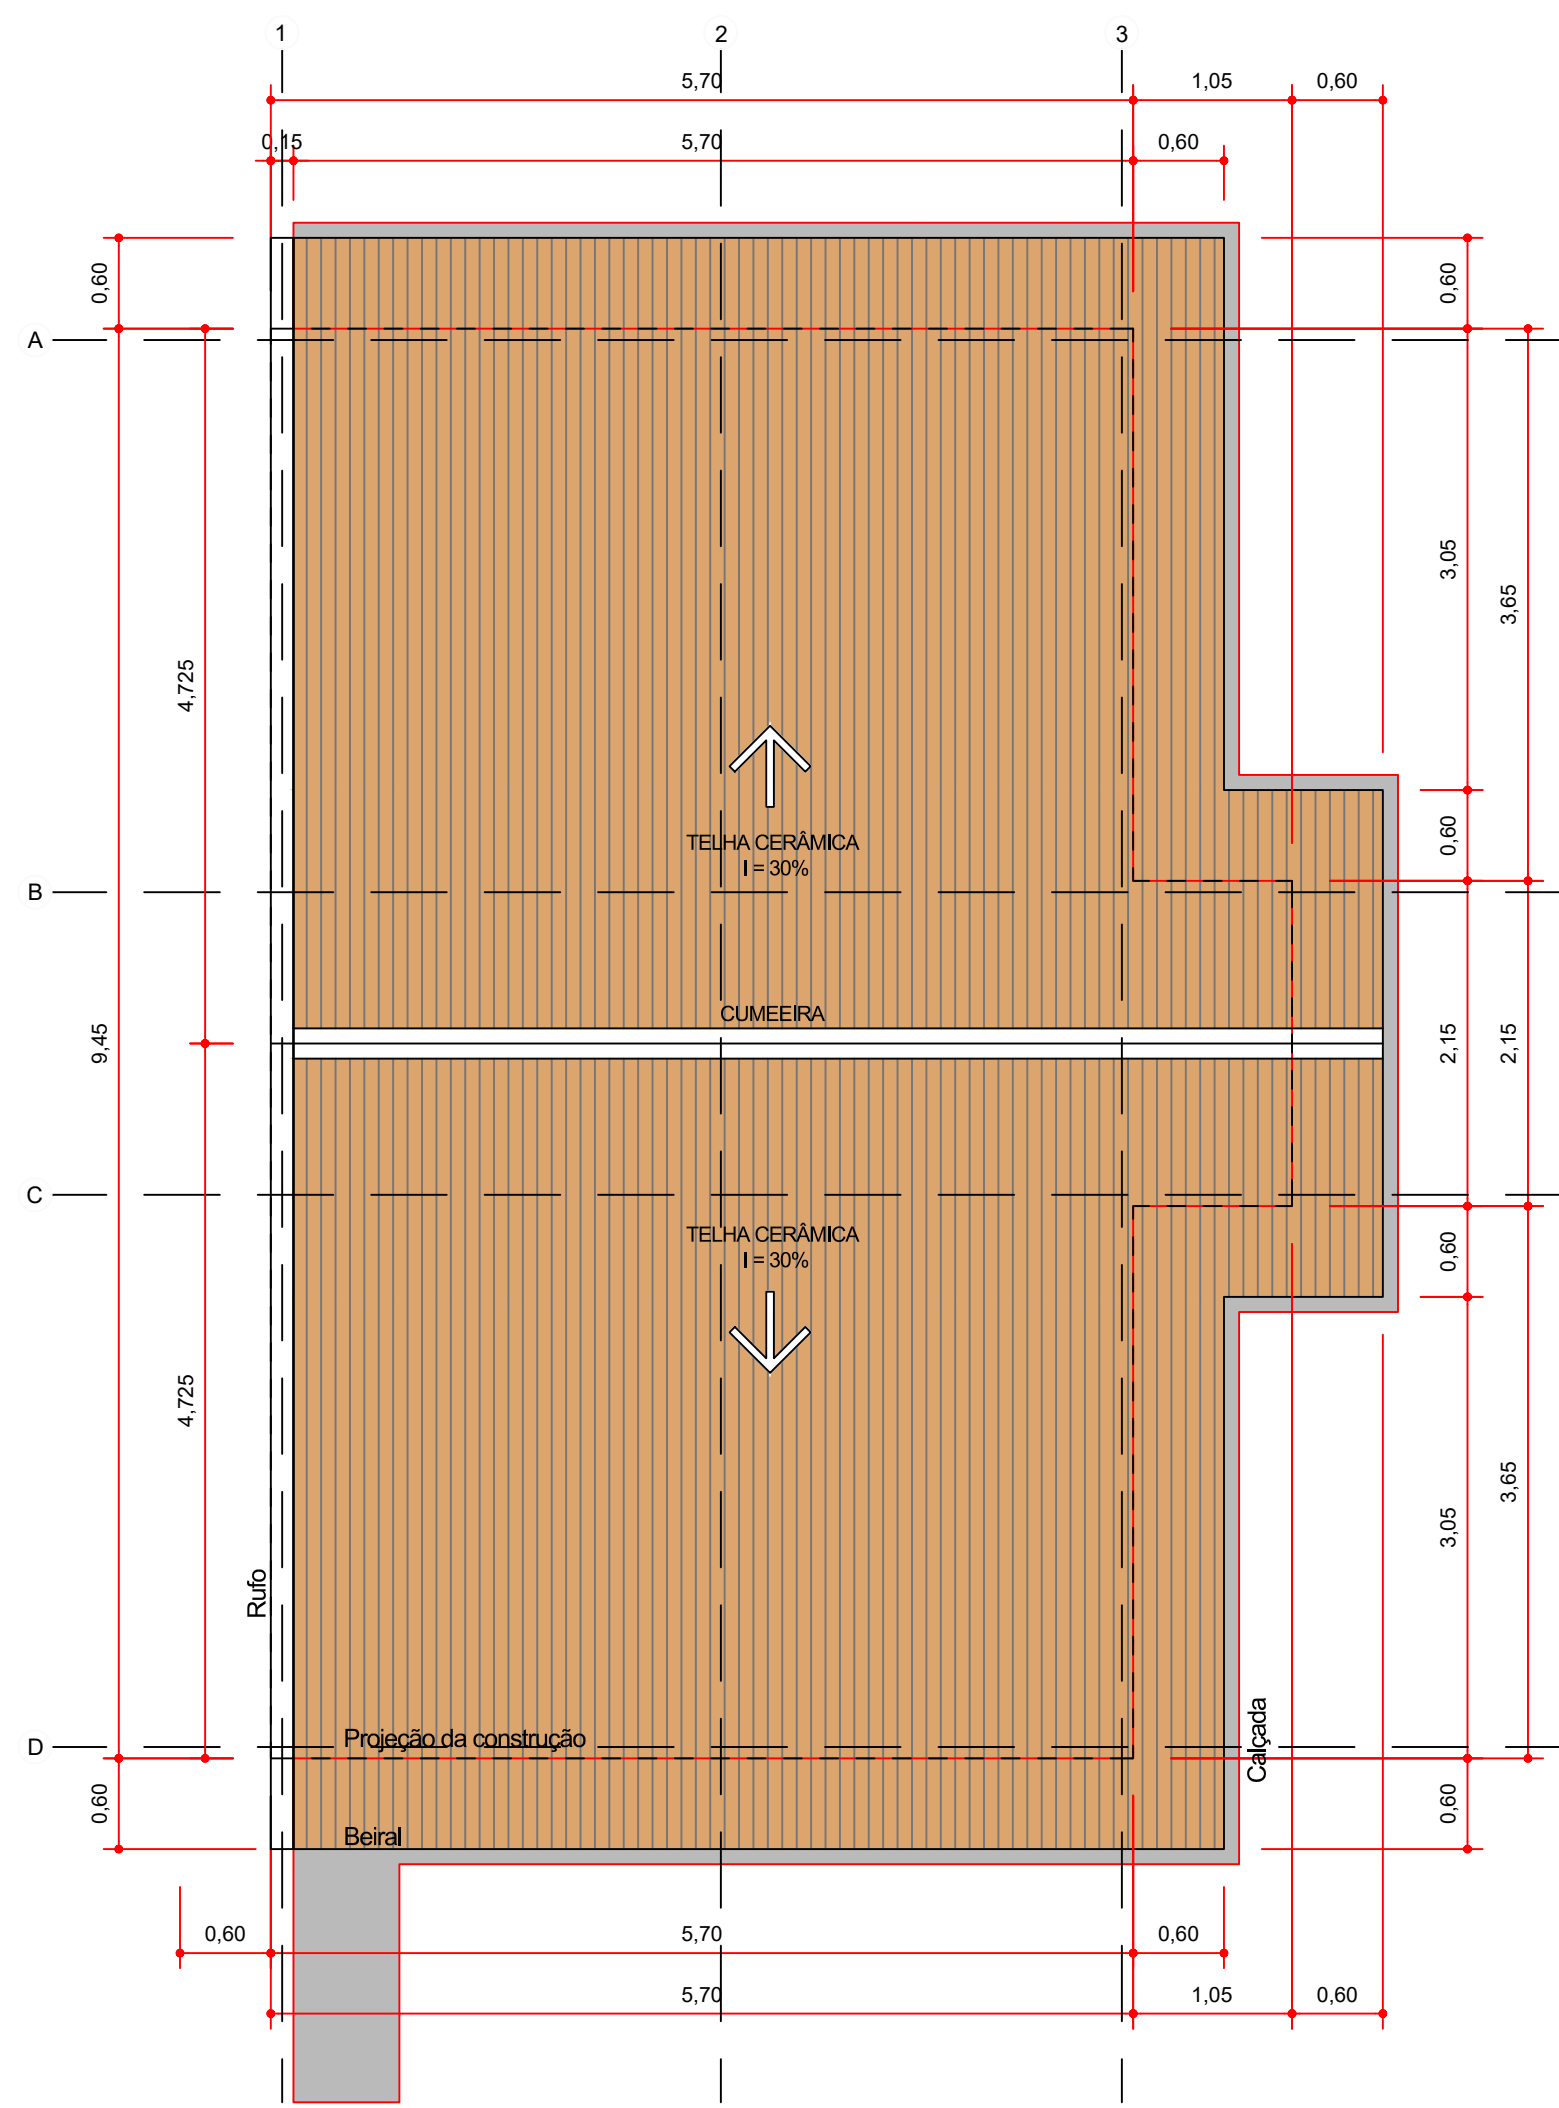 1
2
3
5,70
1,05
0,60
0,15
5,70
0,60
0,60
0,60
A
3,05
3,65
4,725
0,60
TELHA CERÂMICA
I = 30%
B
CUMEEIRA
9,45
2,15
2,15
C
TELHA CERÂMICA
I = 30%
0,60
4,725
3,65
3,05
Rufo
Projeção da construção
D
Calçada
0,60
0,60
Beiral
0,60
5,70
0,60
5,70
1,05
0,60